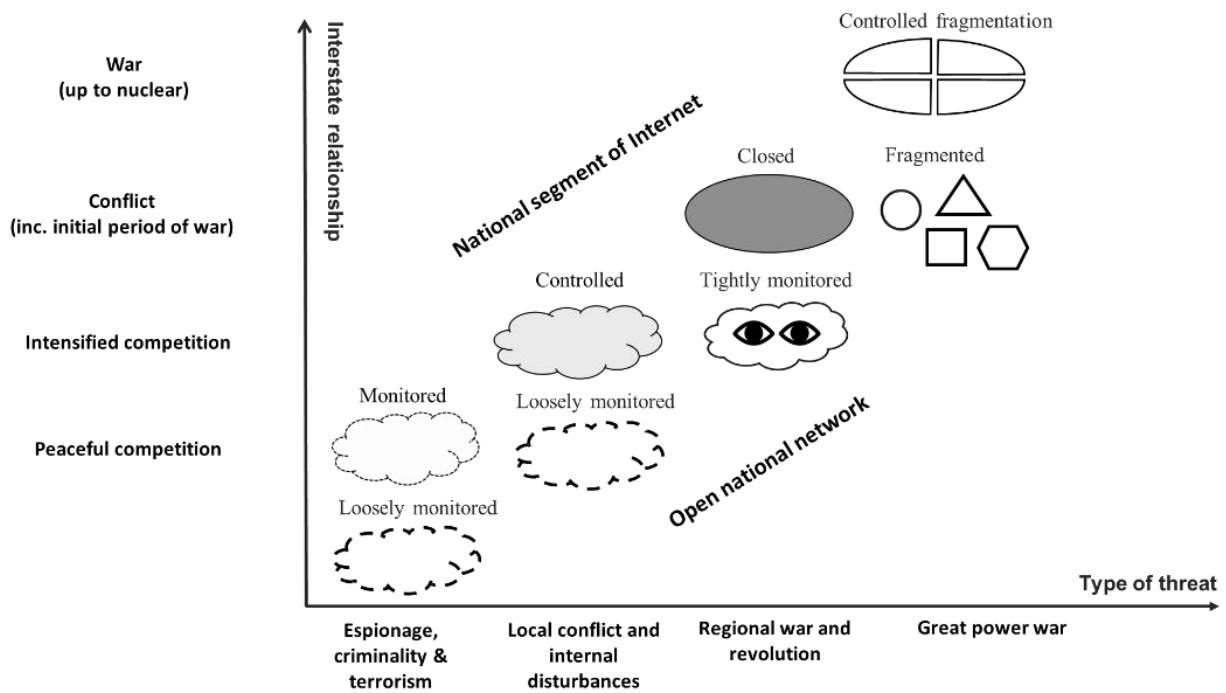 Controlled fragmentation
Interstate relationship
War
(up to nuclear)
National segment of Internet
Closed
Fragmented
Conflict
(inc. initial period of war)
Controlled
Tightly monitored
Intensified competition
Monitored
Loosely monitored
Peaceful competition
Open national network
Loosely monitored
Type of threat
Espionage,
criminality &
terrorism
Local conflict and
internal
disturbances
Regional war and
revolution
Great power war